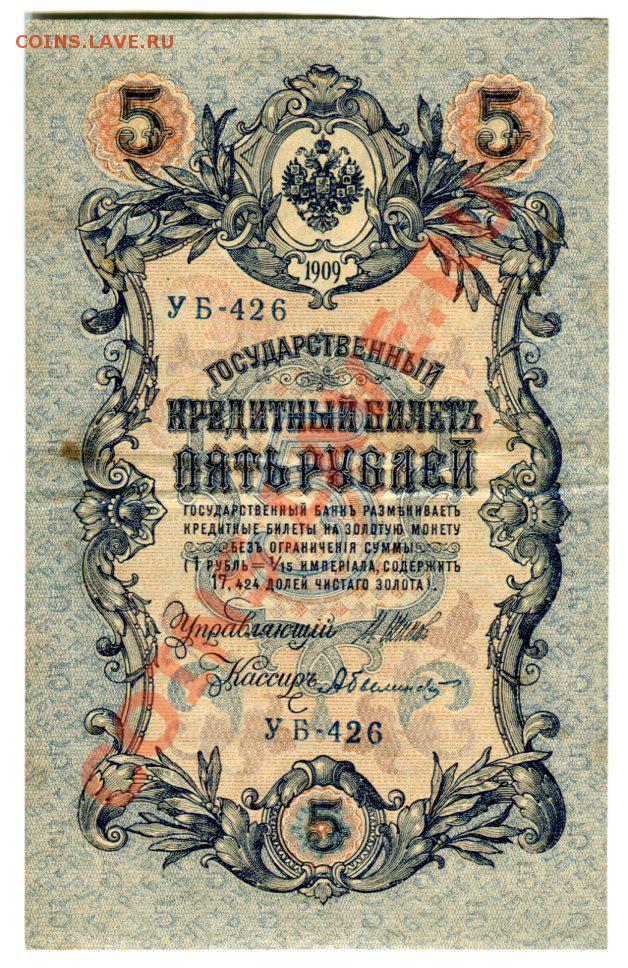 COINS.LAVE.RU
5 5
1909
УБ-426
ГОСУДАРСТВЕННЫЙ
КРЕДИТНЫЙ БИЛЕТЪ
ПЯТЬ РУБЛЕЙ
ГОСУДАРСТВЕННЫЙ БАНКЪ РАЗМѢНИВАЕТЪ
КРЕДИТНЫЕ БИЛЕТЫ НА ЗОЛОТУЮ МОНЕТУ
БЕЗЪ ОГРАНИЧЕНІЯ СУММЫ
(1 РУБЛЬ = 1/15 ИМПЕРІАЛА, СОДЕРЖИТЪ
17,424 ДОЛЕЙ ЧИСТАГО ЗОЛОТА).
Управляющій
Кассиръ
УБ-426
5